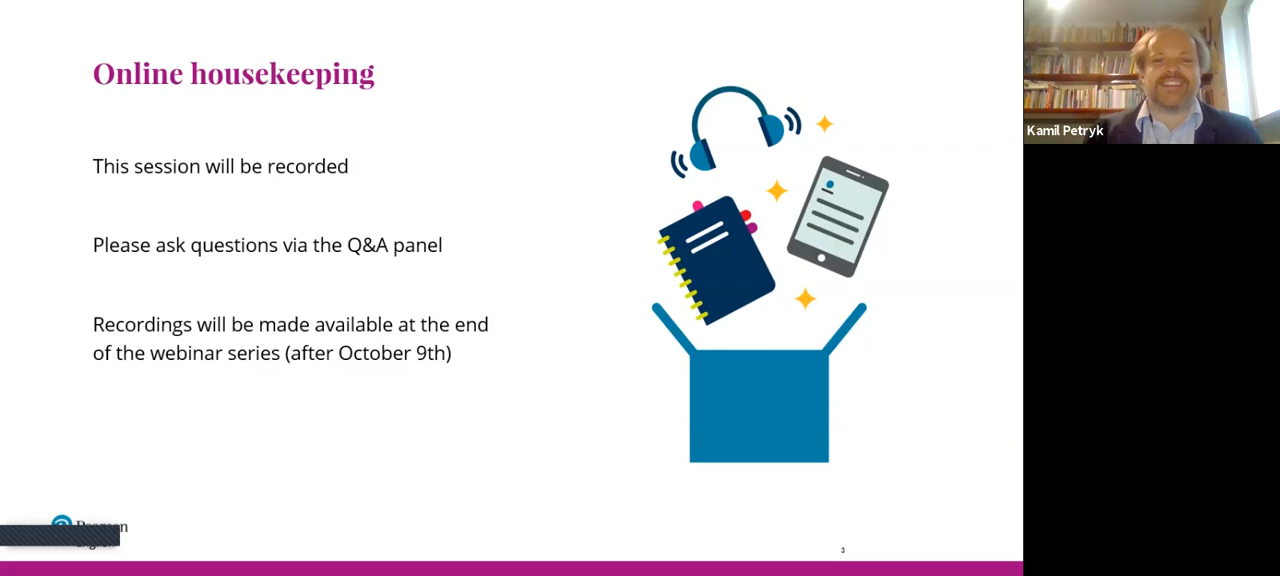 Online housekeeping
This session will be recorded
Please ask questions via the Q&A panel
Recordings will be made available at the end
of the webinar series (after October 9th)
Kamil Petryk
3